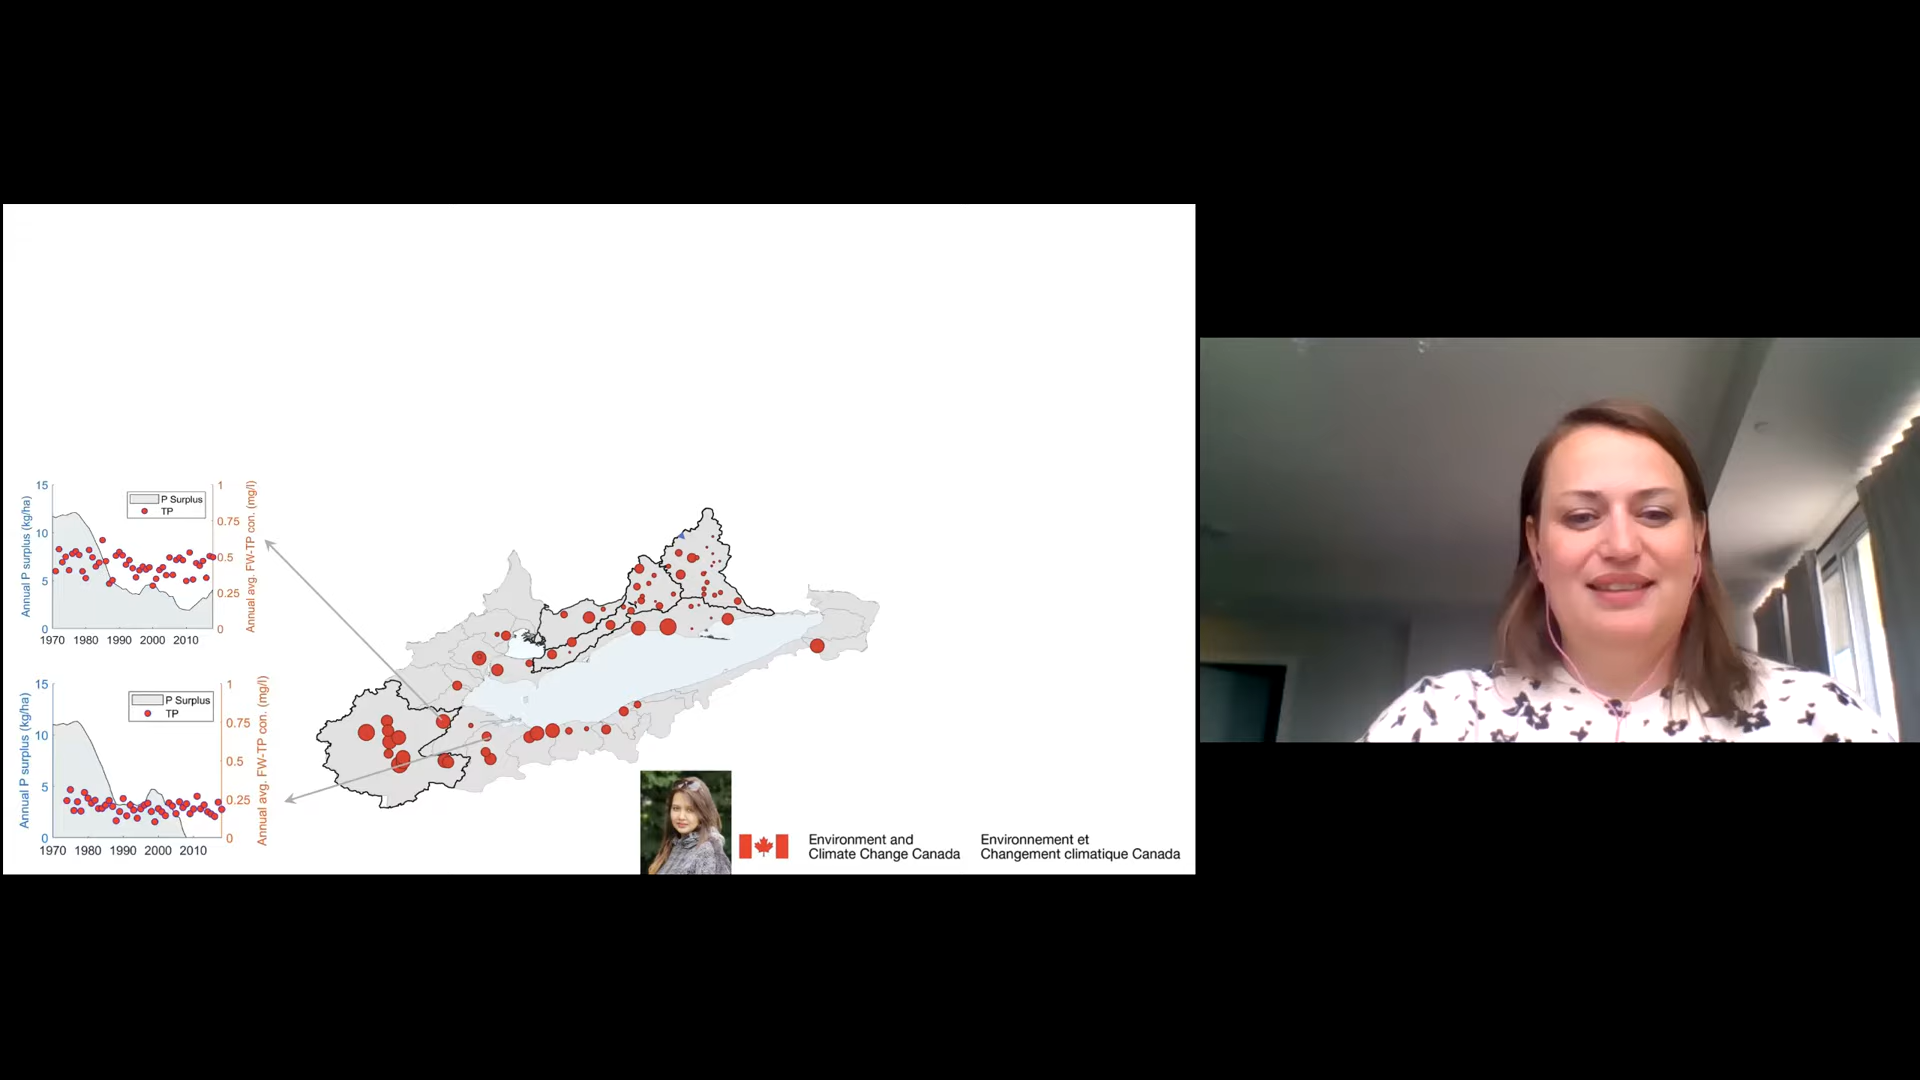 Annual P surplus (kg/ha)
15
10
5
0
P Surplus
TP
1
0.75
0.5
0.25
0
Annual avg. FW-TP con. (mg/l)
1970 1980 1990 2000 2010
Annual P surplus (kg/ha)
15
10
5
0
P Surplus
TP
1
0.75
0.5
0.25
0
Annual avg. FW-TP con. (mg/l)
1970 1980 1990 2000 2010
Environment and
Climate Change Canada
Environnement et
Changement climatique Canada